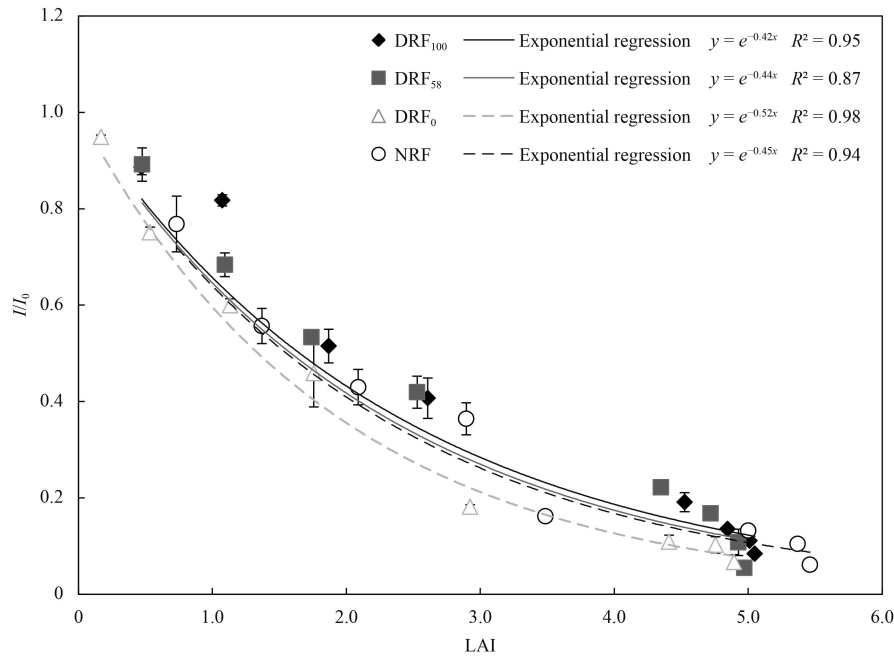 1.2
1.0
0.8
0.6
0.4
0.2
0
I/I₀
DRF₁₀₀ Exponential regression y = e⁻⁰·⁴²ˣ R² = 0.95
DRF₅₈ Exponential regression y = e⁻⁰·⁴⁴ˣ R² = 0.87
DRF₀ Exponential regression y = e⁻⁰·⁵²ˣ R² = 0.98
NRF Exponential regression y = e⁻⁰·⁴⁵ˣ R² = 0.94
0 1.0 2.0 3.0 4.0 5.0 6.0
LAI